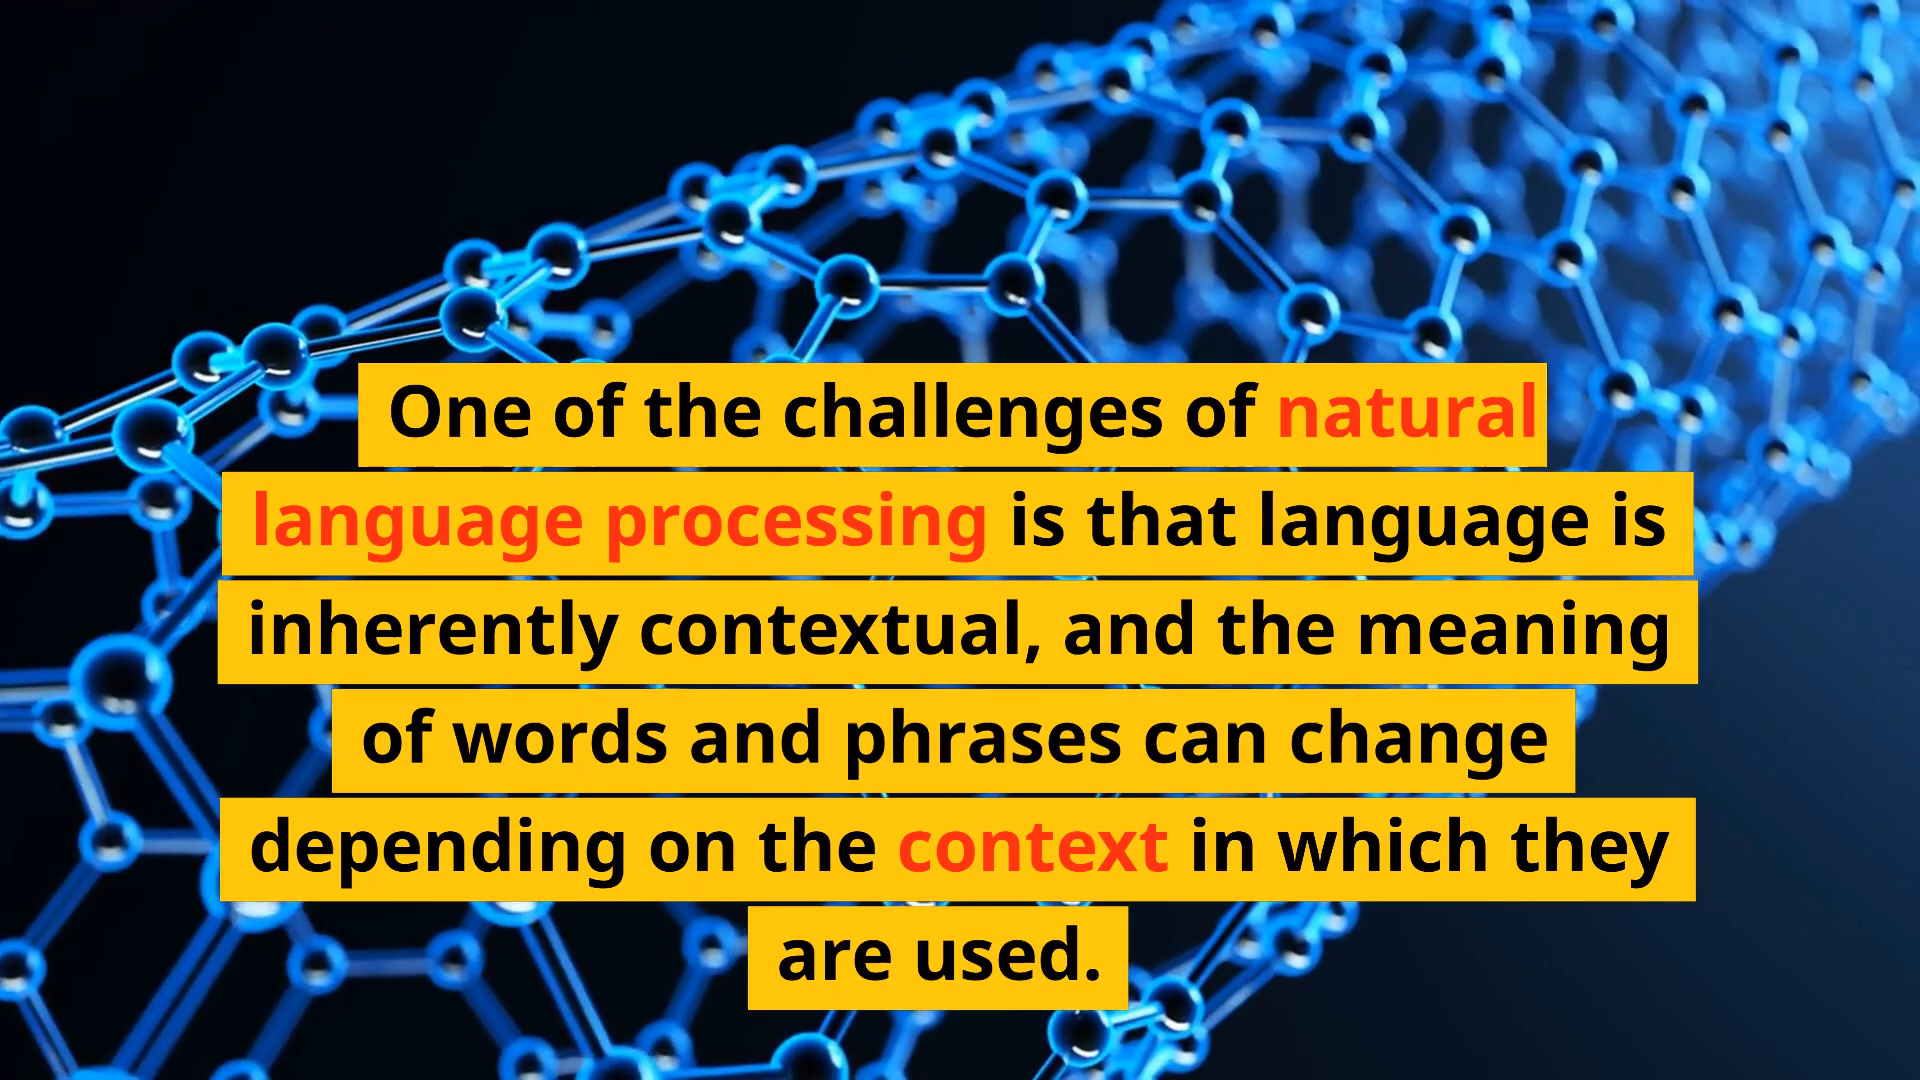 One of the challenges of natural
language processing is that language is
inherently contextual, and the meaning
of words and phrases can change
depending on the context in which they
are used.